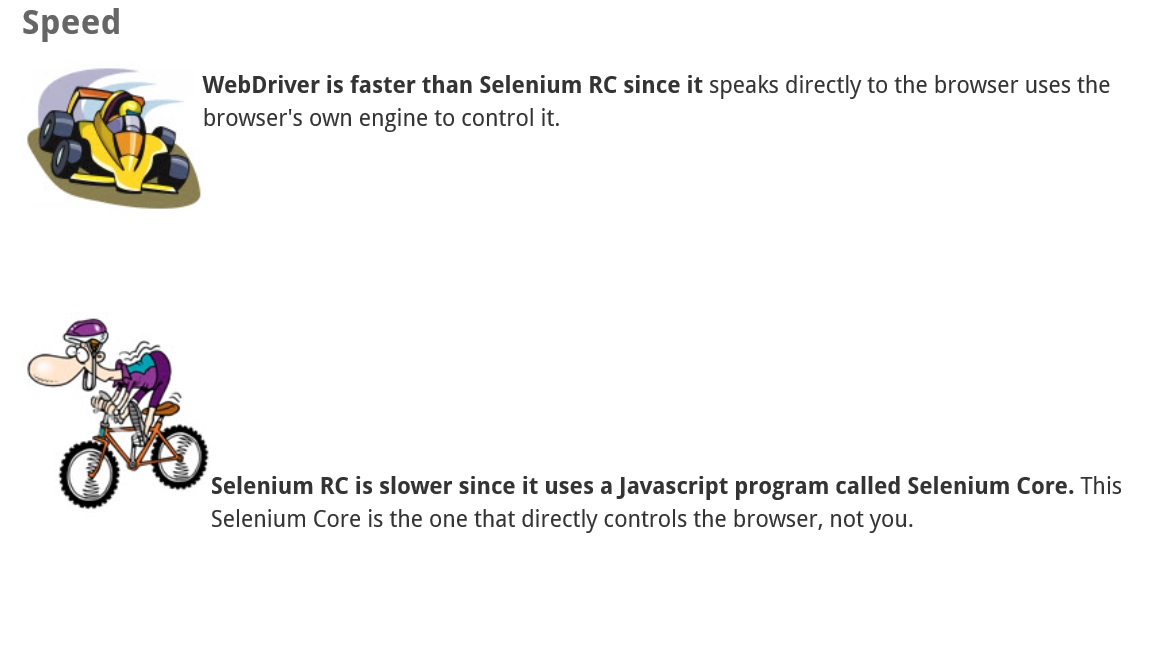 Speed
WebDriver is faster than Selenium RC since it speaks directly to the browser uses the
browser's own engine to control it.
Selenium RC is slower since it uses a Javascript program called Selenium Core. This
Selenium Core is the one that directly controls the browser, not you.